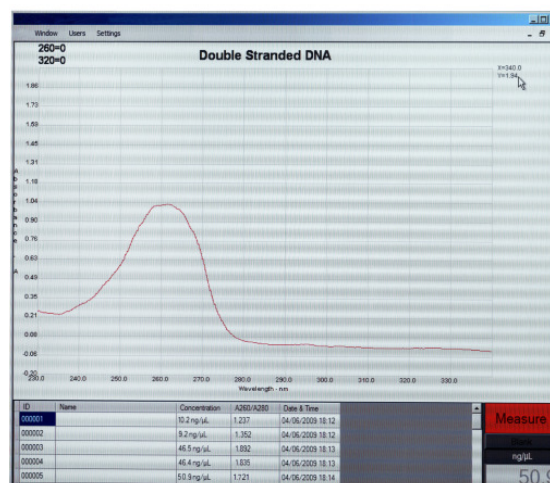 Window Users Settings
260=0
320=0
Double Stranded DNA
X=340.0
Y=1.94
1.86
1.73
1.59
1.45
1.31
1.18
1.04
0.90
0.76
0.63
0.49
0.35
0.21
0.08
-0.06
-0.20
Absorbance - A
230.0 240.0 250.0 260.0 270.0 280.0 290.0 300.0 310.0 320.0 330.0
Wavelength - nm
ID Name Concentration A260/A280 Date & Time
000001 10.2 ng/µL 1.237 04/06/2009 18:12
000002 9.2 ng/µL 1.352 04/06/2009 18:12
000003 46.5 ng/µL 1.892 04/06/2009 18:13
000004 46.4 ng/µL 1.835 04/06/2009 18:13
000005 50.9 ng/µL 1.721 04/06/2009 18:14
Measure
Blank
ng/µL
50.9